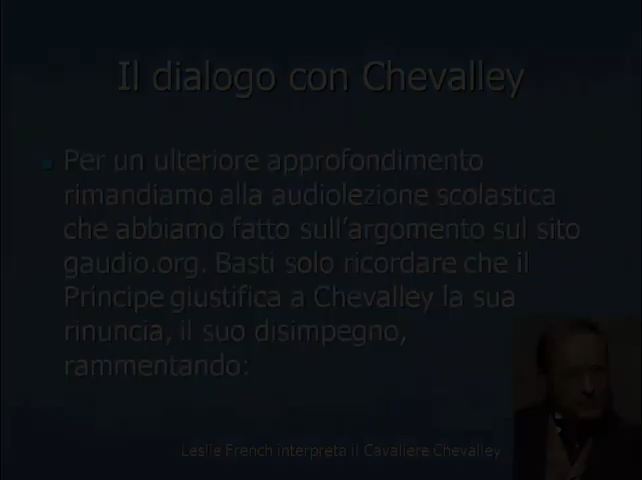 Il dialogo con Chevalley
Per un ulteriore approfondimento
rimandiamo alla audiolezione scolastica
che abbiamo fatto sull'argomento sul sito
gaudio.org. Basti solo ricordare che il
Principe giustifica a Chevalley la sua
rinuncia, il suo disimpegno,
rammentando:
Leslie French interpreta il Cavaliere Chevalley